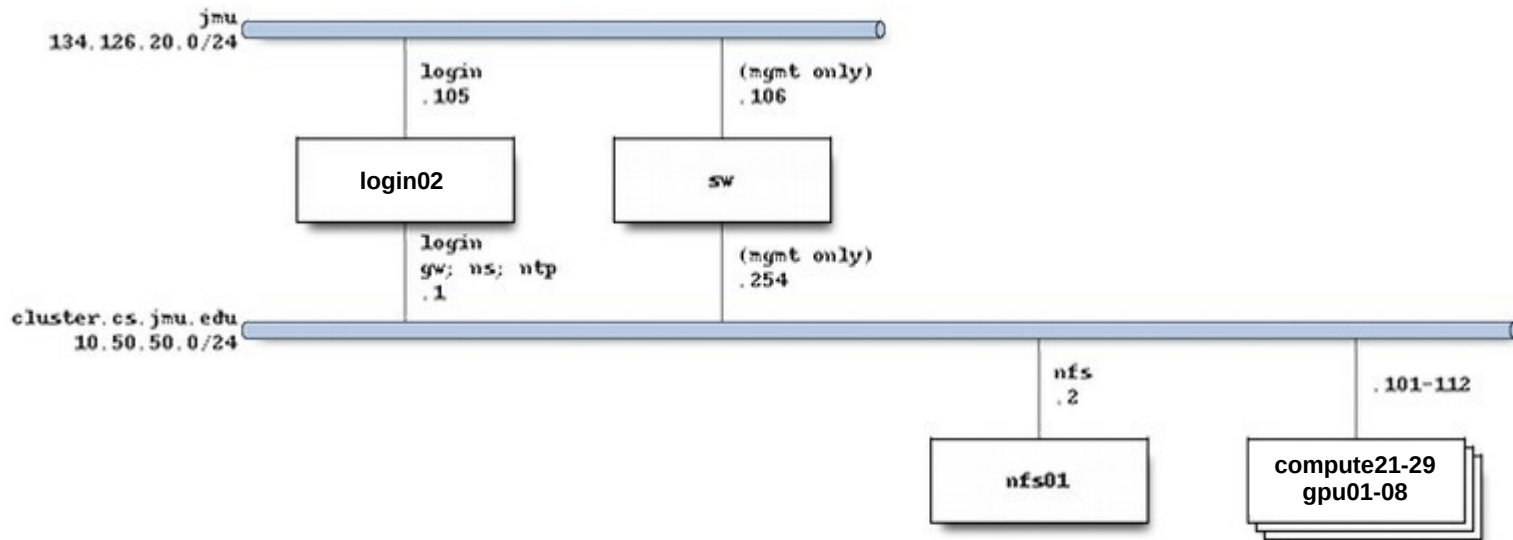 jmu
134.126.20.0/24
login
.105
(mgmt only)
.106
login02
sw
login
gw; ns; ntp
.1
(mgmt only)
.254
cluster.cs.jmu.edu
10.50.50.0/24
nfs
.2
.101-112
nfs01
compute21-29
gpu01-08